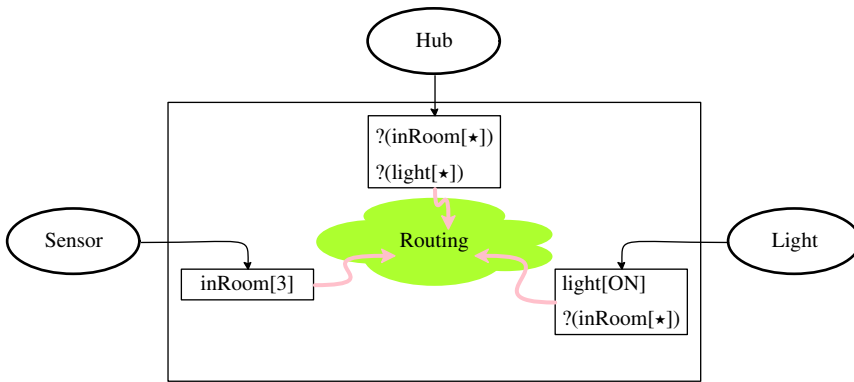 Hub
?(inRoom[⋆])
?(light[⋆])
Sensor
Routing
Light
inRoom[3]
light[ON]
?(inRoom[⋆])